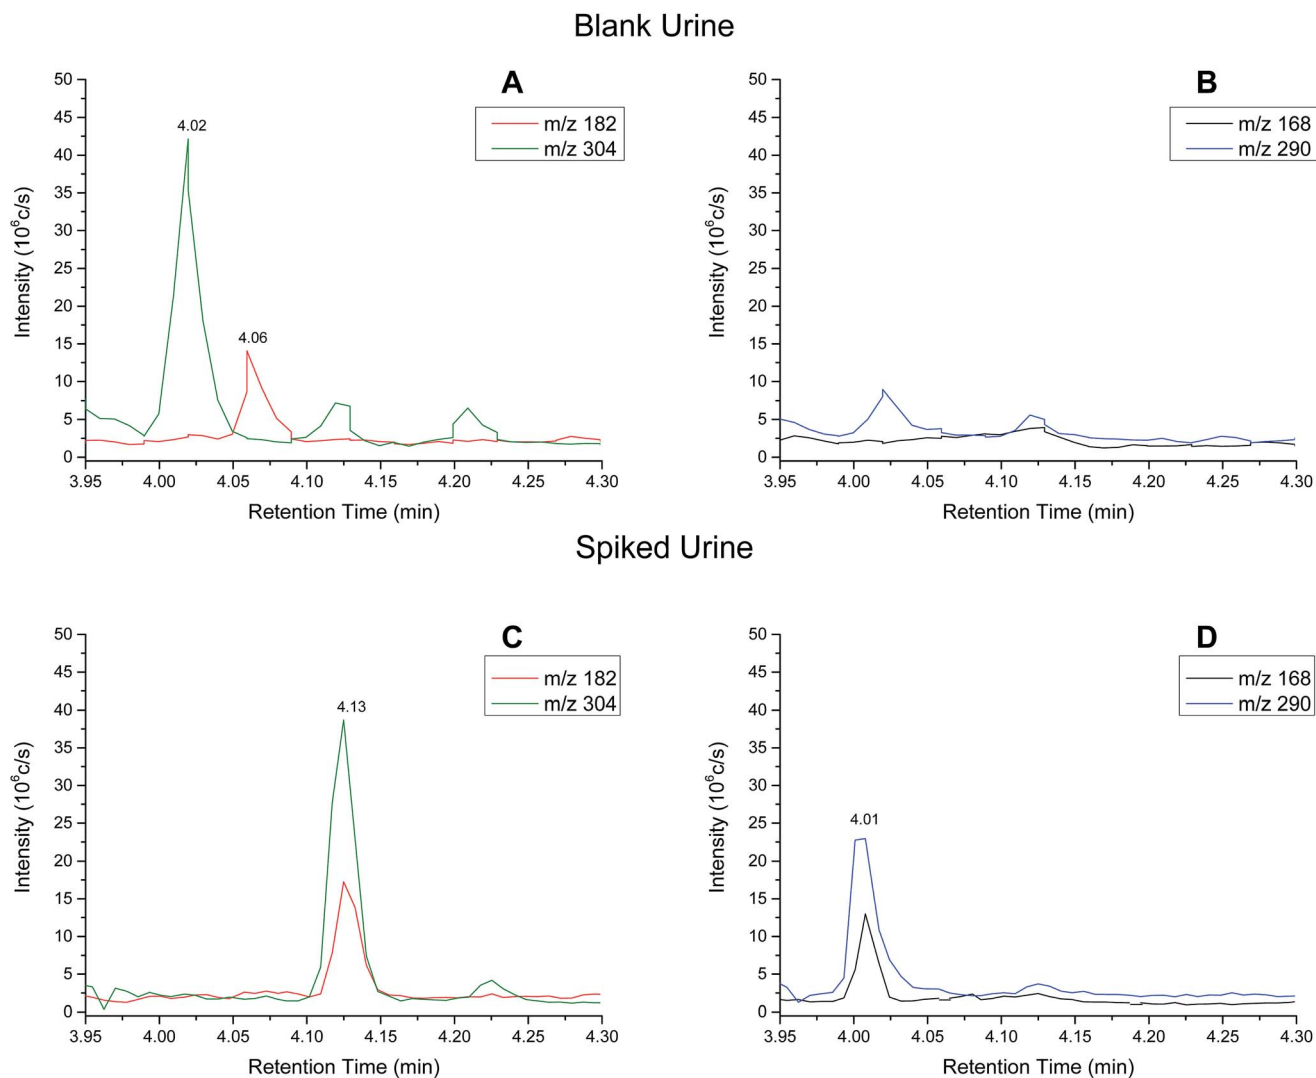 Blank Urine
A
m/z 182
m/z 304
50
45
40
35
30
25
20
15
10
5
0
4.02
4.06
Intensity (10⁶c/s)
3.95 4.00 4.05 4.10 4.15 4.20 4.25 4.30
Retention Time (min)
B
m/z 168
m/z 290
50
45
40
35
30
25
20
15
10
5
0
Intensity (10⁶c/s)
3.95 4.00 4.05 4.10 4.15 4.20 4.25 4.30
Retention Time (min)
Spiked Urine
C
m/z 182
m/z 304
50
45
40
35
30
25
20
15
10
5
0
4.13
Intensity (10⁶c/s)
3.95 4.00 4.05 4.10 4.15 4.20 4.25 4.30
Retention Time (min)
D
m/z 168
m/z 290
50
45
40
35
30
25
20
15
10
5
0
4.01
Intensity (10⁶c/s)
3.95 4.00 4.05 4.10 4.15 4.20 4.25 4.30
Retention Time (min)